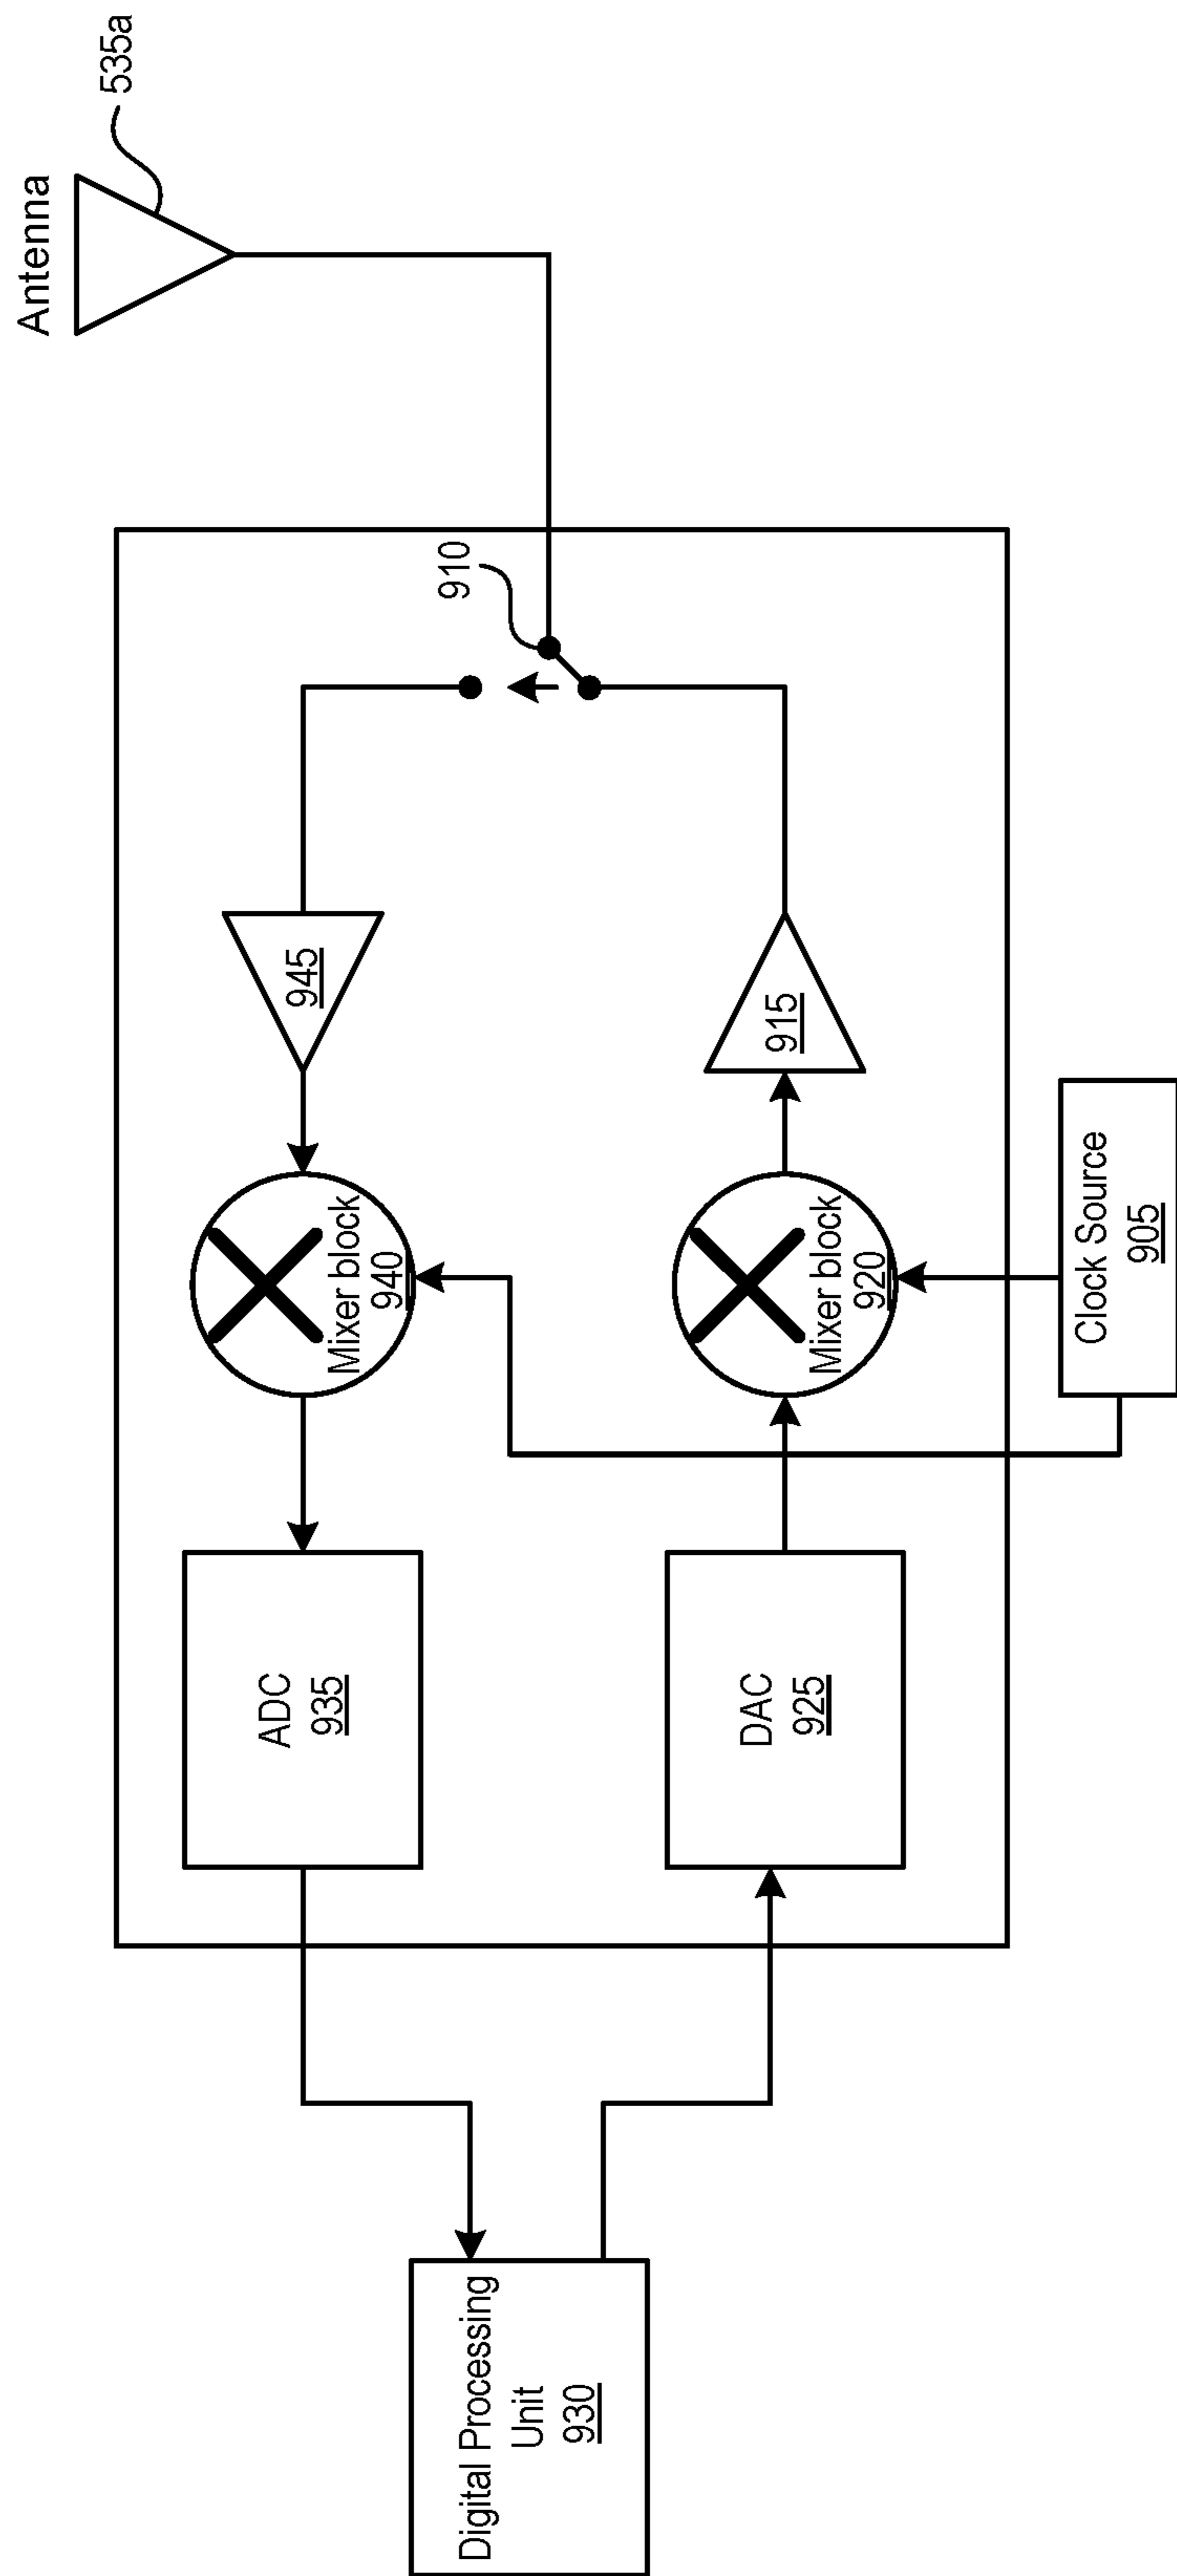 Antenna
535a
910
945
915
Mixer block
940
Mixer block
920
Clock Source
905
ADC
935
DAC
925
Digital Processing
Unit
930